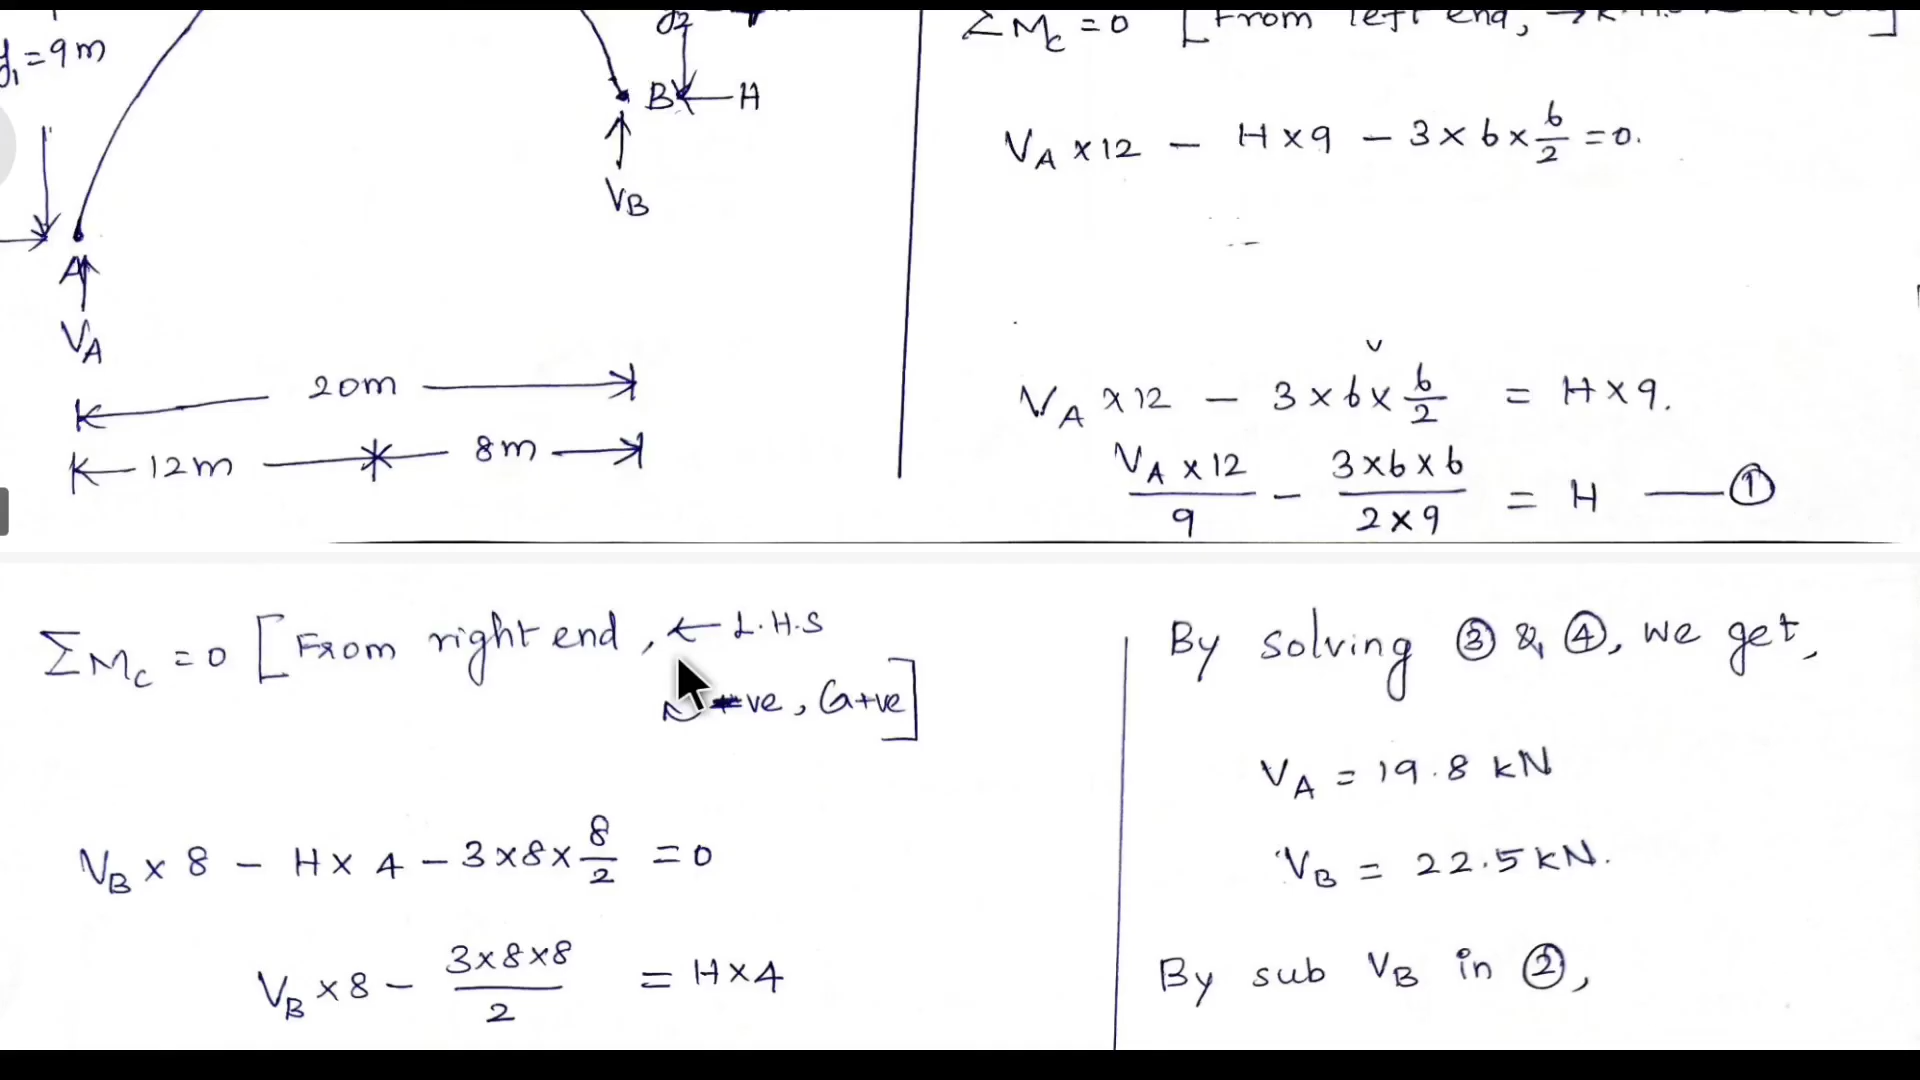 y₁ = 9m
B ← H
V_B
A
V_A
20m
12m 8m
ΣM_c = 0 [From left end,
V_A × 12 − H × 9 − 3 × 6 × 6/2 = 0.
V_A × 12 − 3 × 6 × 6/2 = H × 9.
V_A × 12/9 − 3 × 6 × 6/2 × 9 = H — ①
ΣM_c = 0 [From right end, ← L.H.S
−ve, ↺ +ve]
V_B × 8 − H × 4 − 3 × 8 × 8/2 = 0
V_B × 8 − 3 × 8 × 8/2 = H × 4
By solving ③ & ④, we get,
V_A = 19.8 kN
V_B = 22.5 kN.
By sub V_B in ②,